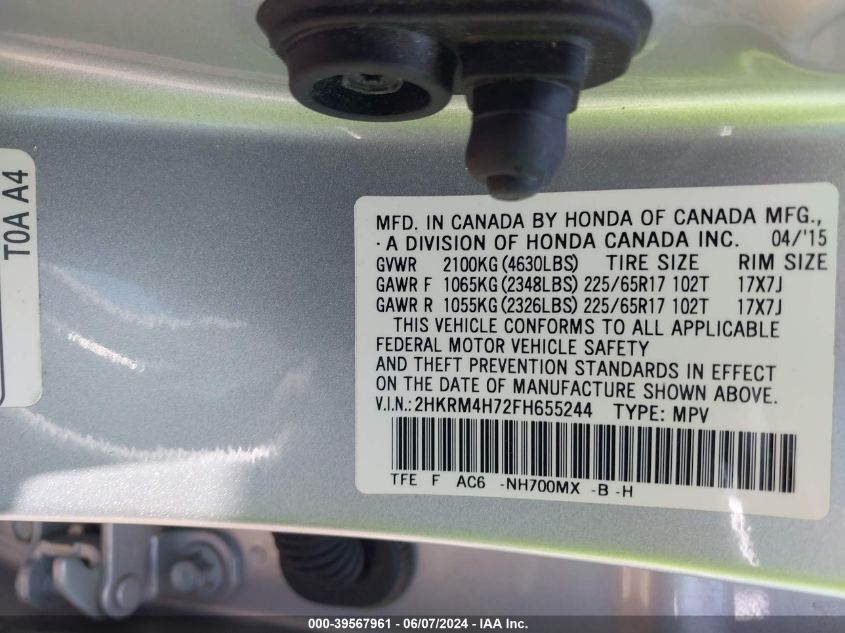 T0A A4
MFD. IN CANADA BY HONDA OF CANADA MFG.,
· A DIVISION OF HONDA CANADA INC. 04/'15
GVWR 2100KG (4630LBS) TIRE SIZE RIM SIZE
GAWR F 1065KG (2348LBS) 225/65R17 102T 17X7J
GAWR R 1055KG (2326LBS) 225/65R17 102T 17X7J
THIS VEHICLE CONFORMS TO ALL APPLICABLE
FEDERAL MOTOR VEHICLE SAFETY
AND THEFT PREVENTION STANDARDS IN EFFECT
ON THE DATE OF MANUFACTURE SHOWN ABOVE.
V.I.N.: 2HKRM4H72FH655244 TYPE: MPV
TFE F AC6 -NH700MX -B -H
000-39567961 - 06/07/2024 - IAA Inc.